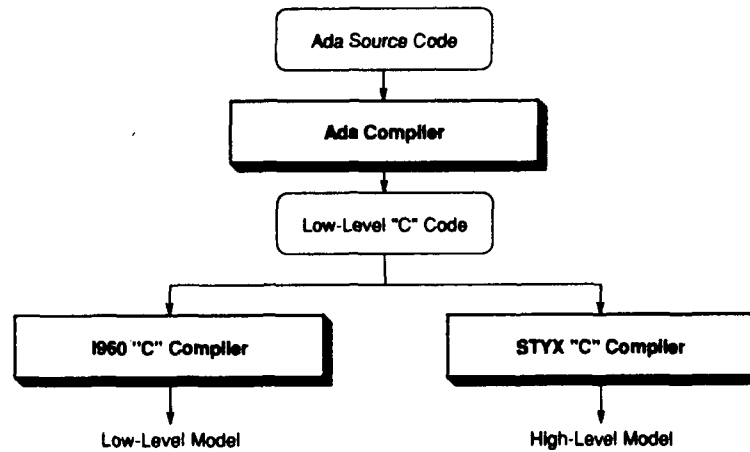 Ada Source Code
Ada Compiler
Low-Level "C" Code
I960 "C" Compiler
STYX "C" Compiler
Low-Level Model
High-Level Model